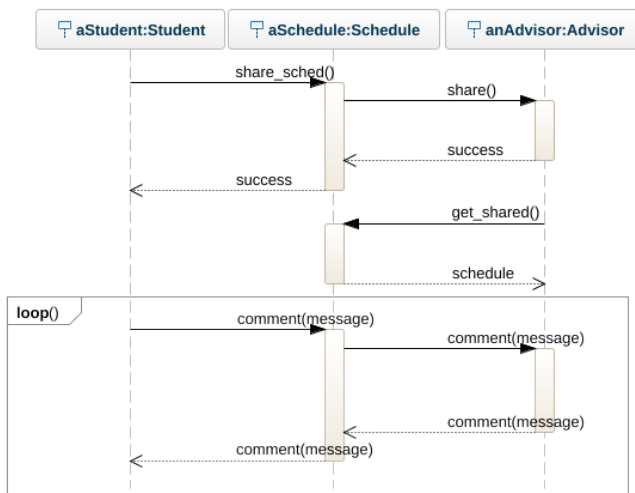 aStudent:Student
aSchedule:Schedule
anAdvisor:Advisor
share_sched()
share()
success
success
get_shared()
schedule
loop()
comment(message)
comment(message)
comment(message)
comment(message)